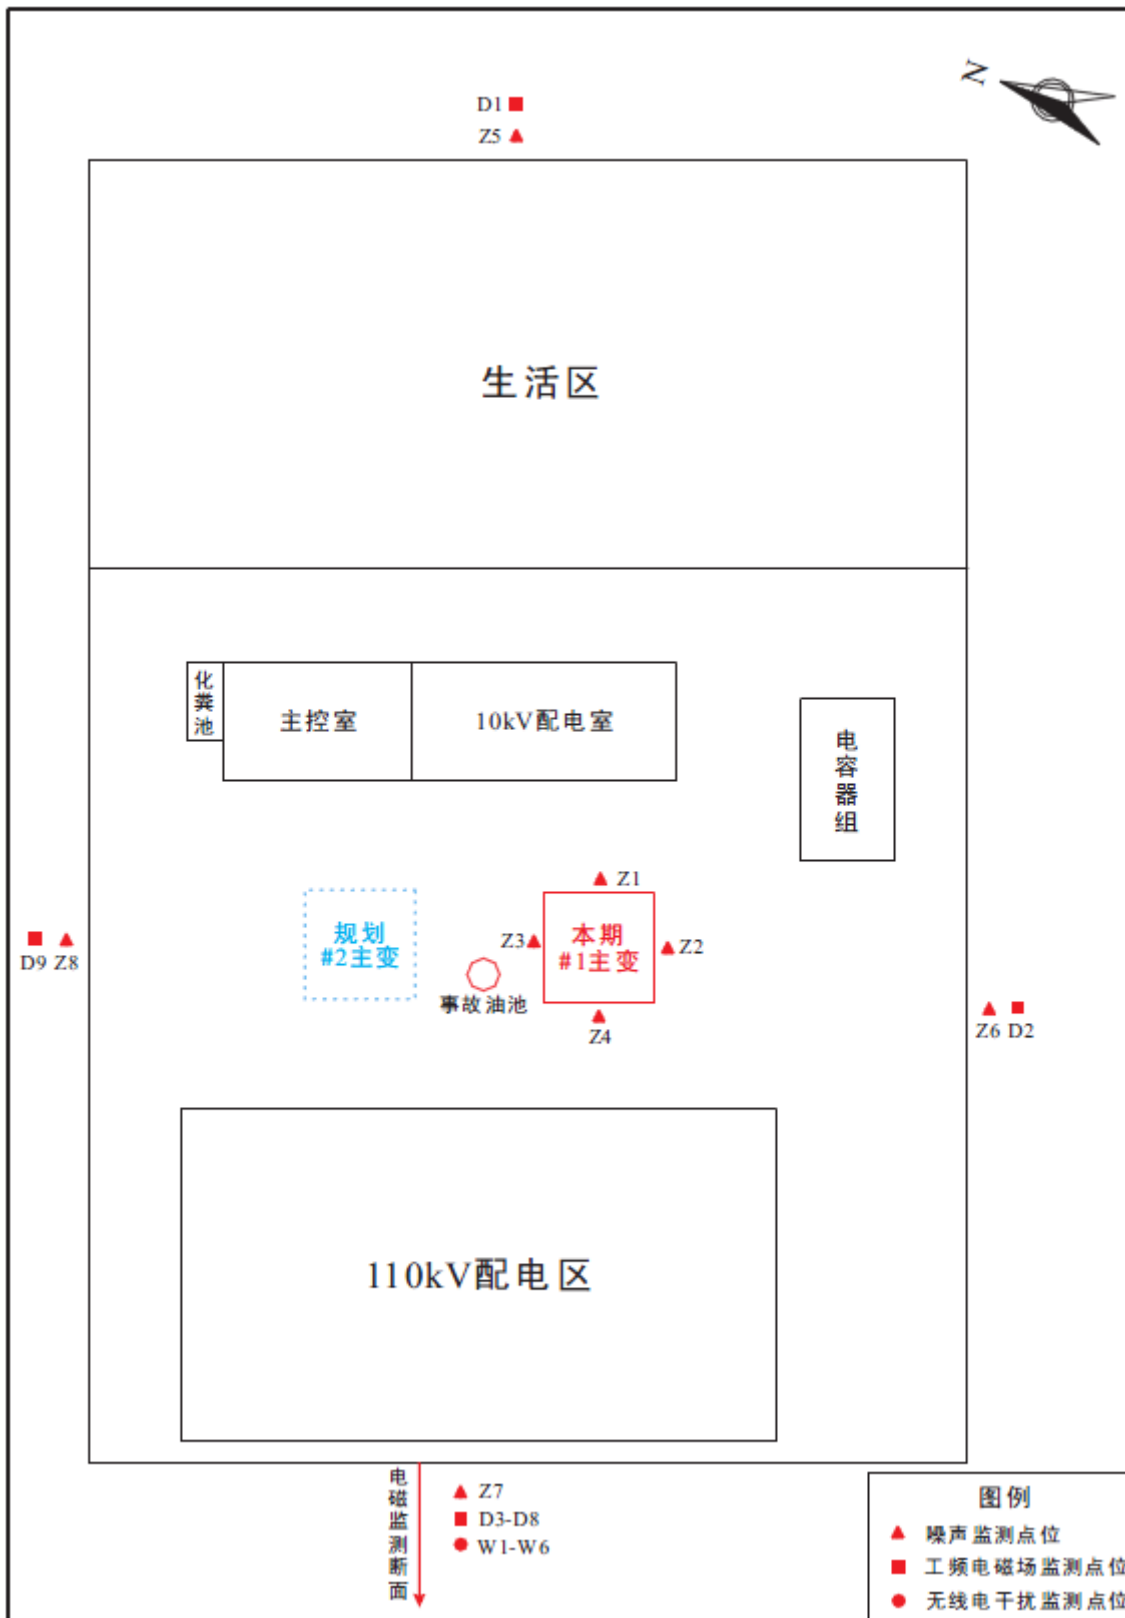 N
D1
Z5
生活区
化粪池
主控室
10kV配电室
电容器组
Z1
规划
#2主变
Z3
本期
#1主变
Z2
D9 Z8
事故油池
Z4
Z6 D2
110kV配电区
电磁监测断面
Z7
D3-D8
W1-W6
图例
噪声监测点位
工频电磁场监测点位
无线电干扰监测点位